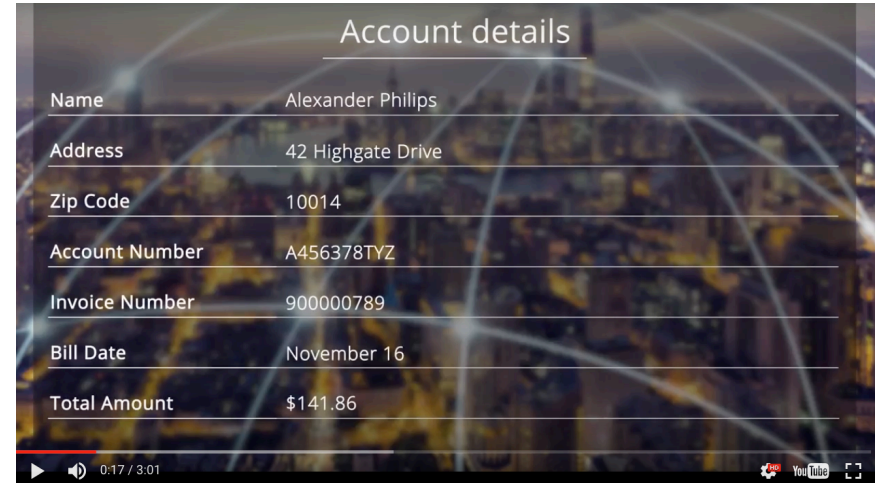 Account details
Name Alexander Philips
Address 42 Highgate Drive
Zip Code 10014
Account Number A456378TYZ
Invoice Number 900000789
Bill Date November 16
Total Amount $141.86
0:17 / 3:01 HD YouTube